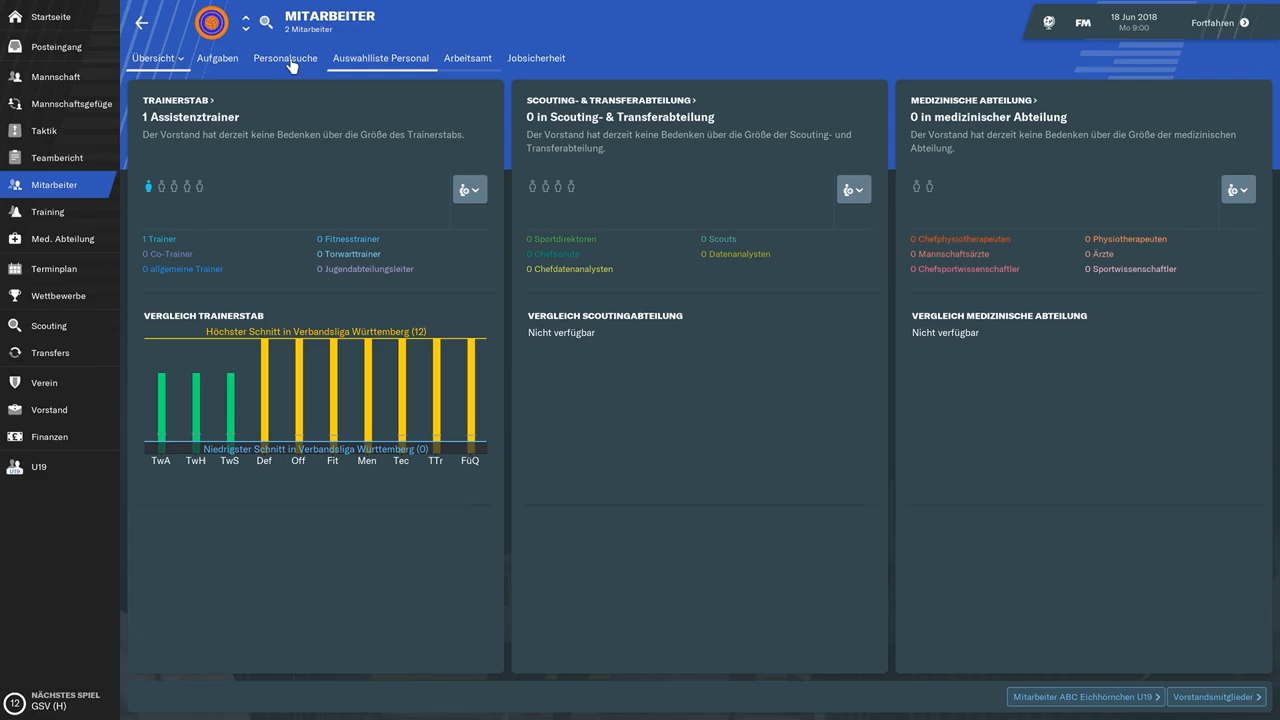 Startseite
Posteingang
Mannschaft
Mannschaftsgefüge
Taktik
Teambericht
Mitarbeiter
Training
Med. Abteilung
Terminplan
Wettbewerbe
Scouting
Transfers
Verein
Vorstand
Finanzen
U19
U19
12
NÄCHSTES SPIEL
GSV (H)
MITARBEITER
2 Mitarbeiter
FM
18 Jun 2018
Mo 9:00
Fortfahren
Übersicht Aufgaben Personalsuche Auswahlliste Personal Arbeitsamt Jobsicherheit
TRAINERSTAB
1 Assistenztrainer
Der Vorstand hat derzeit keine Bedenken über die Größe des Trainerstabs.
1 Trainer 0 Fitnesstrainer
0 Co-Trainer 0 Torwarttrainer
0 allgemeine Trainer 0 Jugendabteilungsleiter
VERGLEICH TRAINERSTAB
Höchster Schnitt in Verbandsliga Württemberg (12)
Niedrigster Schnitt in Verbandsliga Württemberg (0)
TwA TwH TwS Def Off Fit Men Tec TTr FüQ
SCOUTING- & TRANSFERABTEILUNG
0 in Scouting- & Transferabteilung
Der Vorstand hat derzeit keine Bedenken über die Größe der Scouting- und
Transferabteilung.
0 Sportdirektoren 0 Scouts
0 Chefscouts 0 Datenanalysten
0 Chefdatenanalysten
VERGLEICH SCOUTINGABTEILUNG
Nicht verfügbar
MEDIZINISCHE ABTEILUNG
0 in medizinischer Abteilung
Der Vorstand hat derzeit keine Bedenken über die Größe der medizinischen
Abteilung.
0 Chefphysiotherapeuten 0 Physiotherapeuten
0 Mannschaftsärzte 0 Ärzte
0 Chefsportwissenschaftler 0 Sportwissenschaftler
VERGLEICH MEDIZINISCHE ABTEILUNG
Nicht verfügbar
Mitarbeiter ABC Eichhörnchen U19 Vorstandsmitglieder